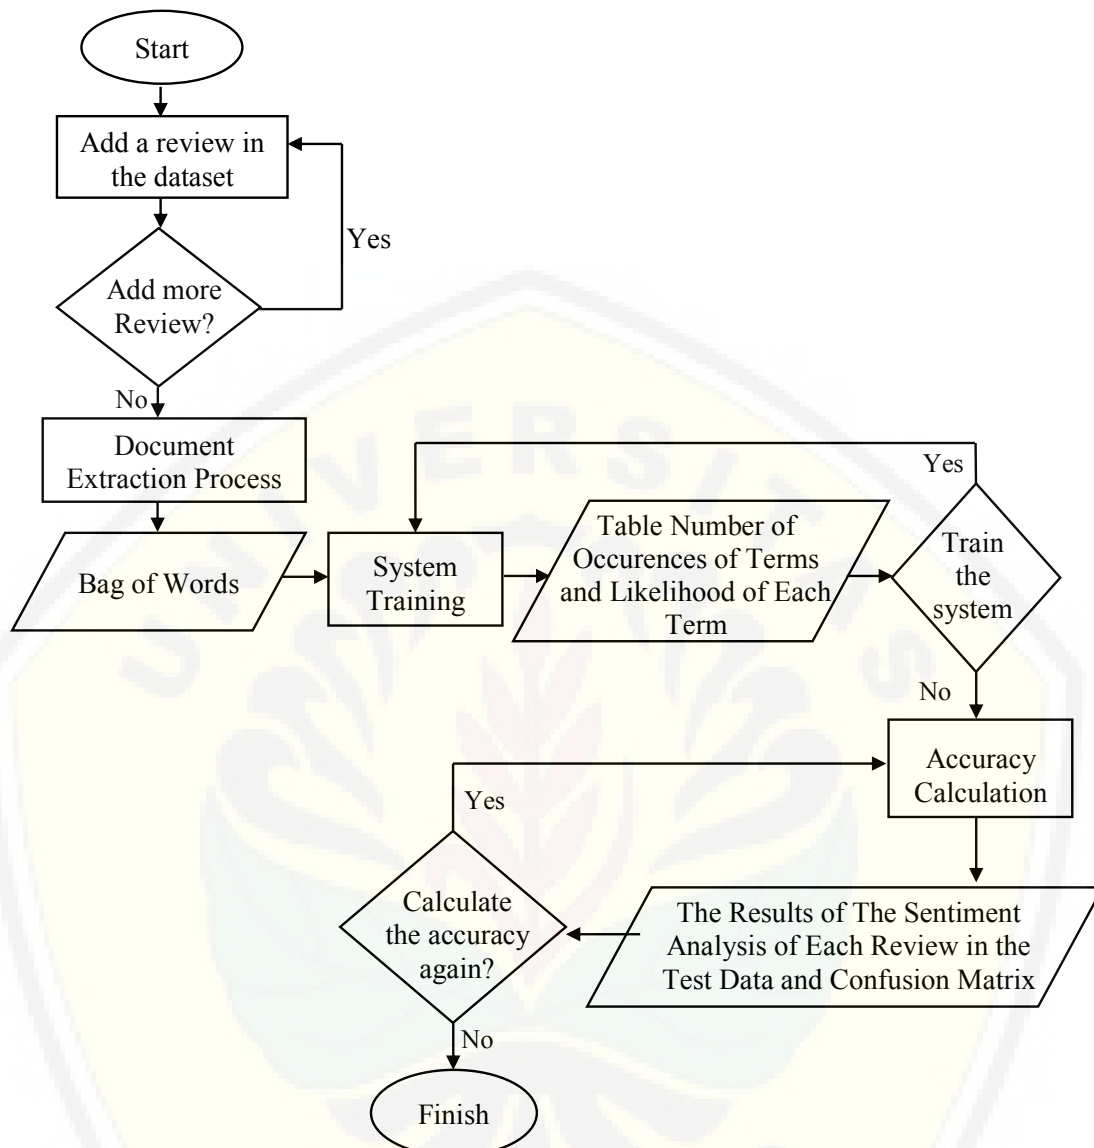 Start
Add a review in
the dataset
Yes
Add more
Review?
No
Document
Extraction Process
Bag of Words
System
Training
Table Number of
Occurences of Terms
and Likelihood of Each
Term
Yes
Train
the
system
No
Accuracy
Calculation
The Results of The Sentiment
Analysis of Each Review in the
Test Data and Confusion Matrix
Yes
Calculate
the accuracy
again?
No
Finish
UNIVERSITAS